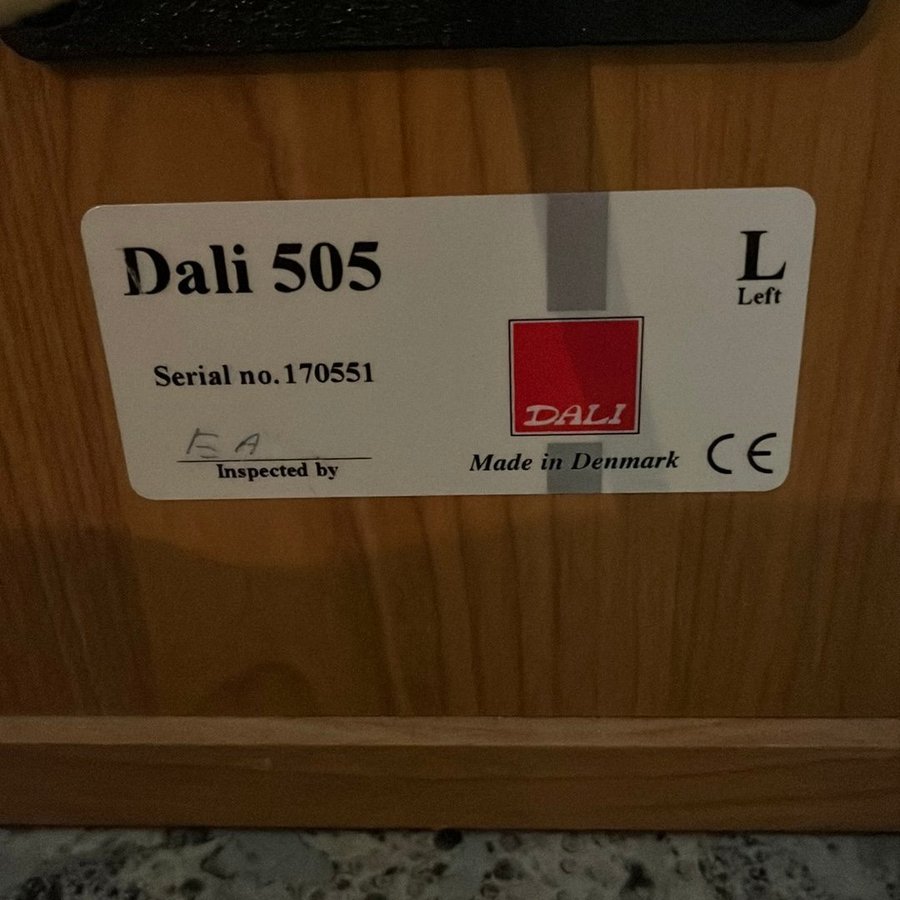 Dali 505
L
Left
Serial no.170551
DALI
EA
Inspected by
Made in Denmark
CE